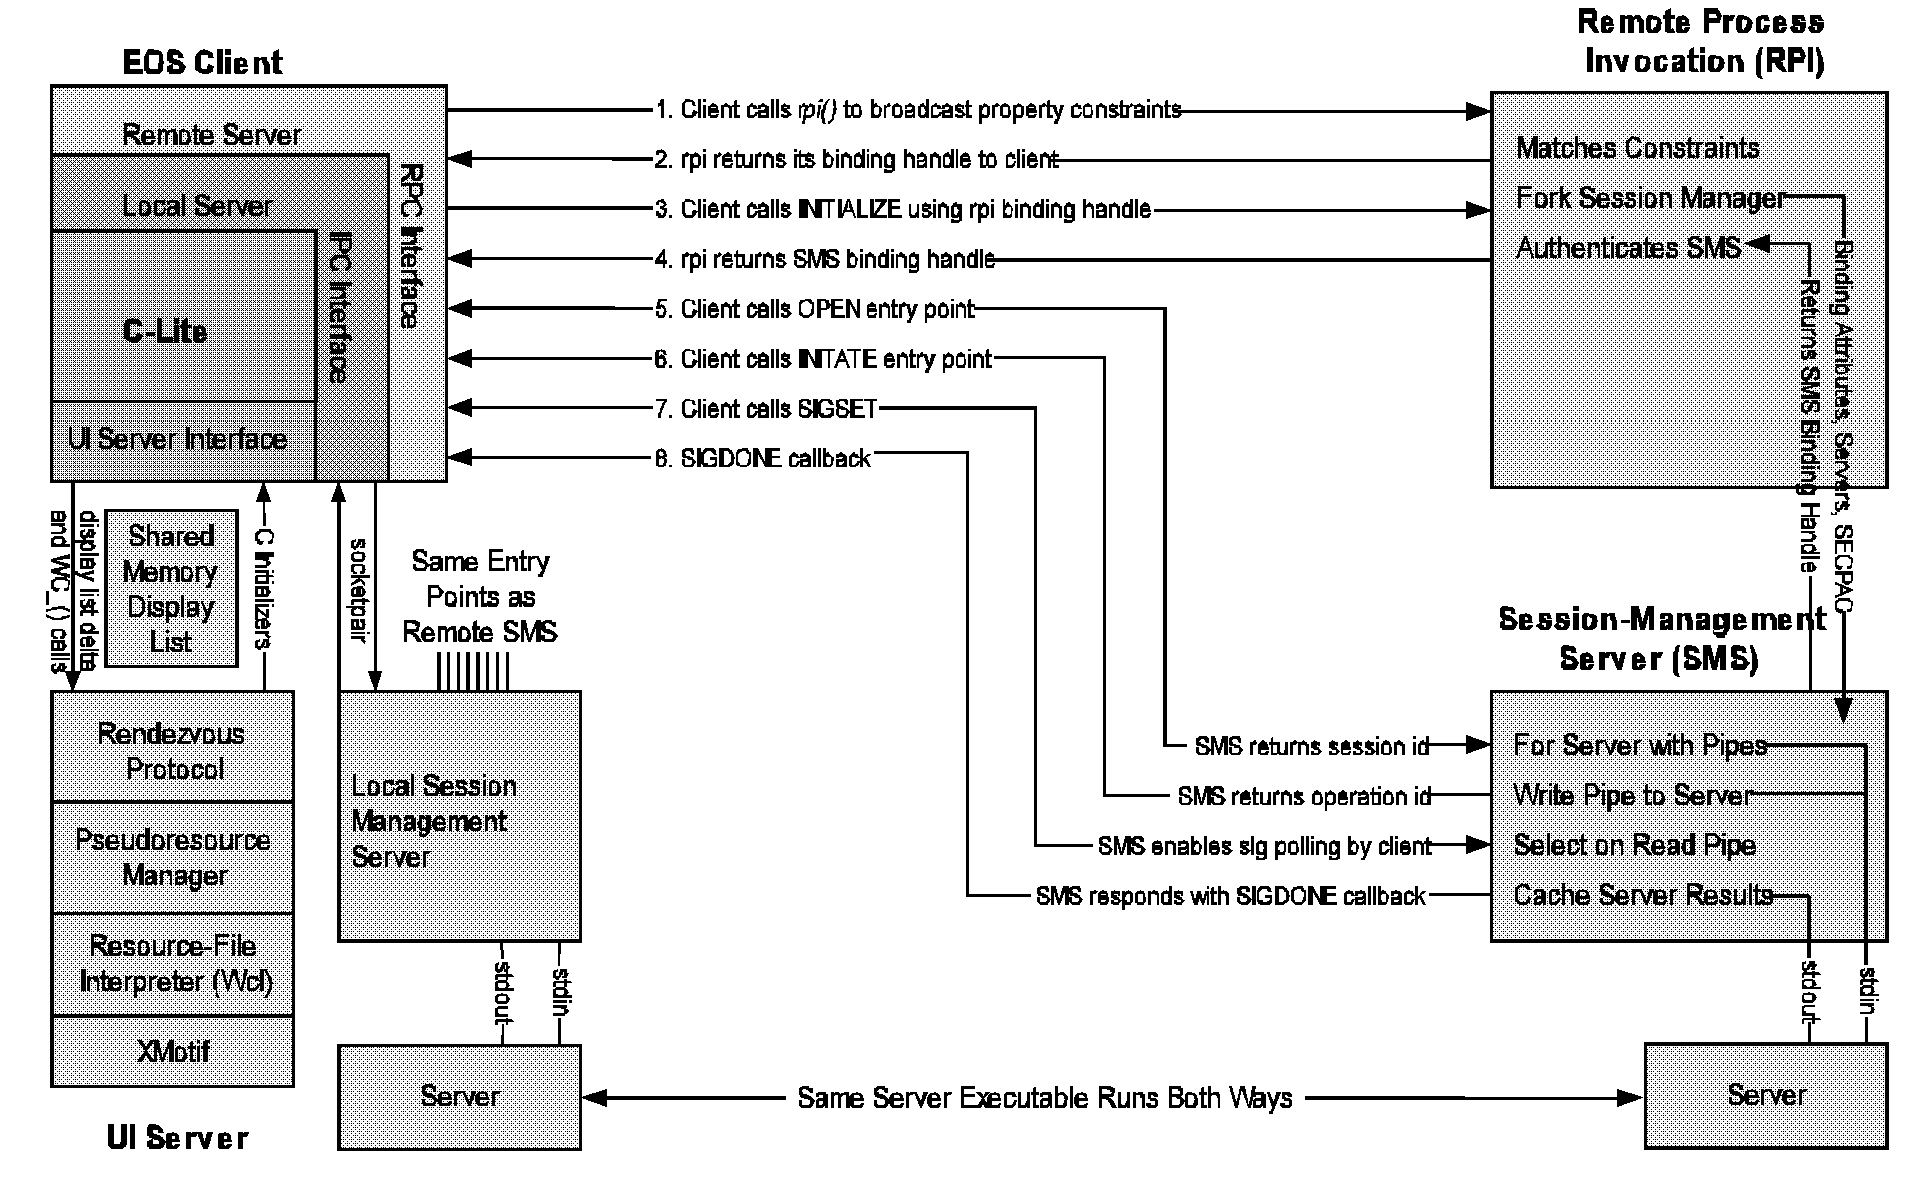 Remote Process
Invocation (RPI)
EOS Client
Remote Server
Local Server
C-Lite
UI Server Interface
IPC Interface
RPC Interface
1. Client calls rpi() to broadcast property constraints
2. rpi returns its binding handle to client
3. Client calls INITIALIZE using rpi binding handle
4. rpi returns SMS binding handle
5. Client calls OPEN entry point
6. Client calls INITATE entry point
7. Client calls SIGSET
8. SIGDONE callback
Matches Constraints
Fork Session Manager
Authenticates SMS
Returns SMS Binding Handle
Binding Attributes, Servers, SECPAC
display list delta
and WC_() calls
Shared
Memory
Display
List
C Initializers
socketpair
Same Entry
Points as
Remote SMS
Session-Management
Server (SMS)
Rendezvous
Protocol
Pseudoresource
Manager
Resource-File
Interpreter (Wcl)
XMotif
UI Server
Local Session
Management
Server
SMS returns session id
SMS returns operation id
SMS enables sig polling by client
SMS responds with SIGDONE callback
For Server with Pipes
Write Pipe to Server
Select on Read Pipe
Cache Server Results
stdout
stdin
stdout
stdin
Server
Same Server Executable Runs Both Ways
Server